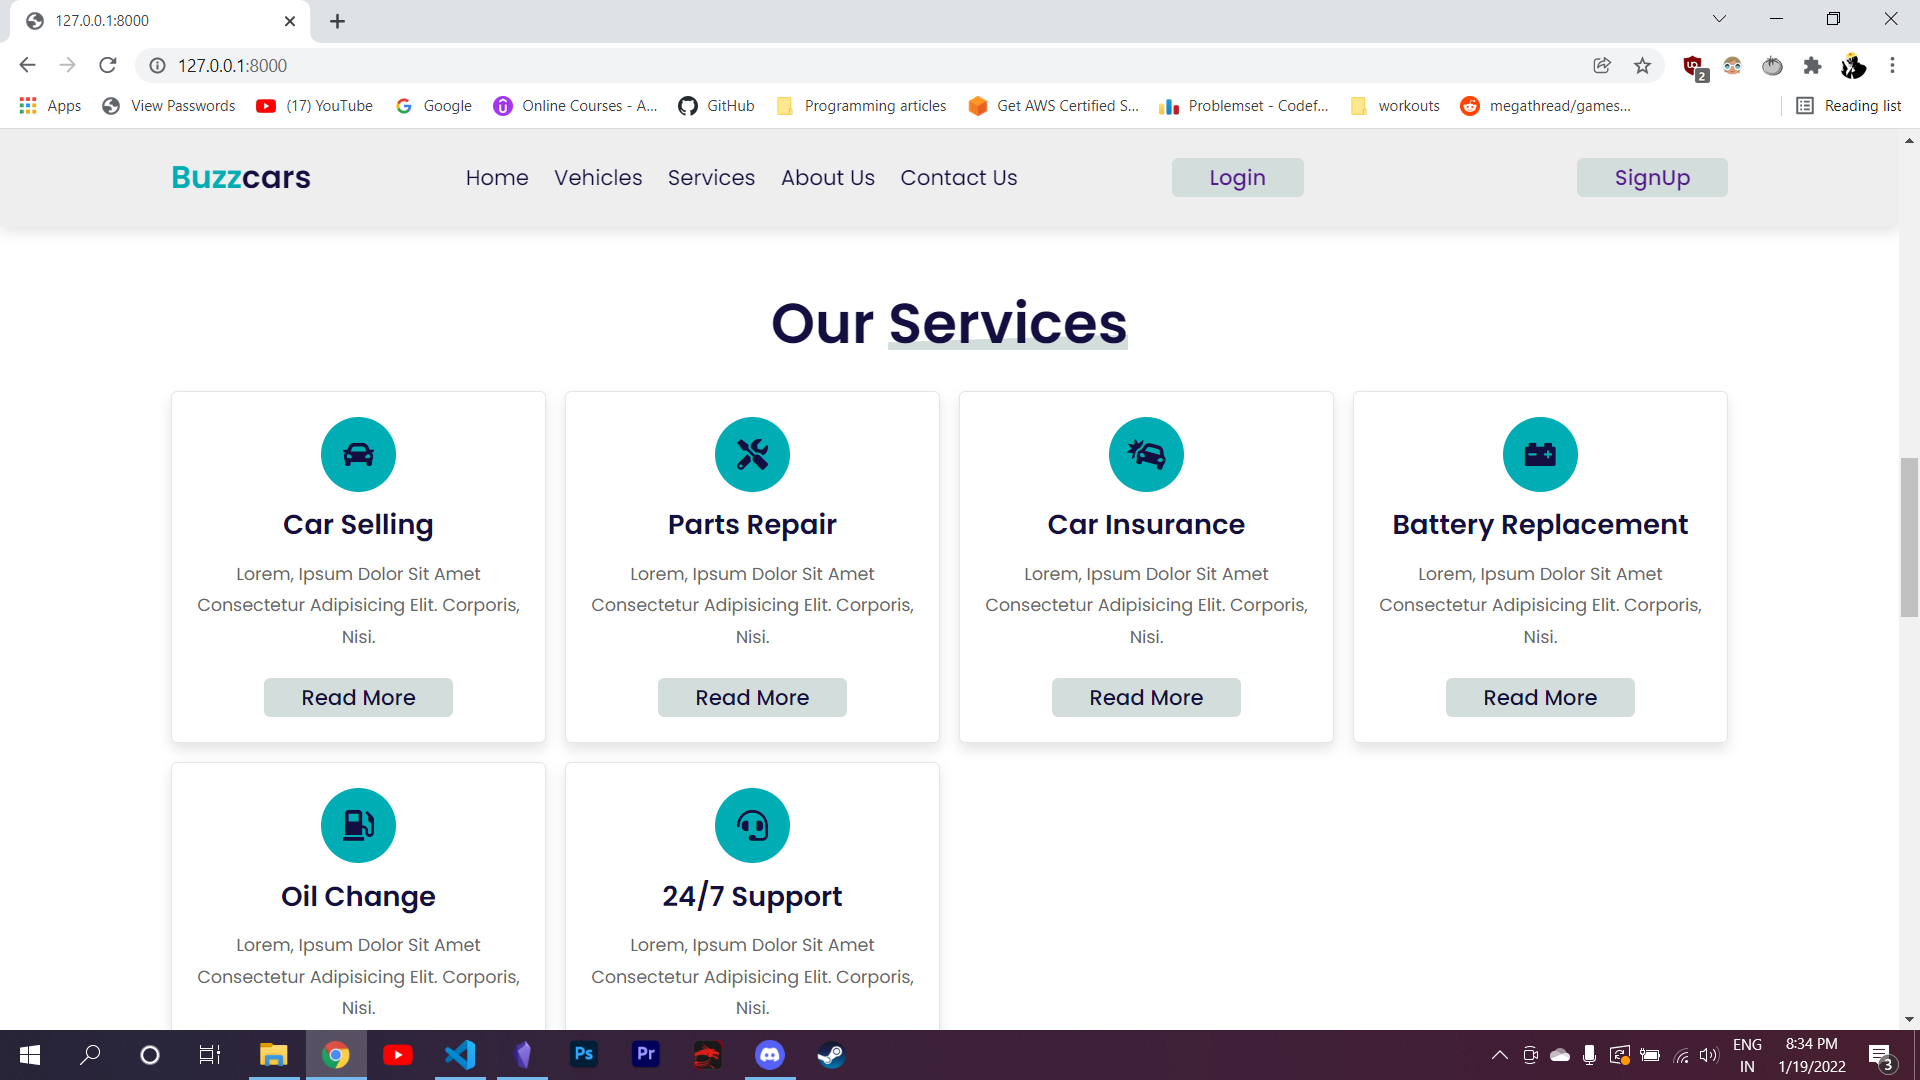 127.0.0.1:8000
127.0.0.1:8000
2
Apps View Passwords (17) YouTube Google Online Courses - A... GitHub Programming articles Get AWS Certified S... Problemset - Codef... workouts megathread/games... Reading list
Buzzcars Home Vehicles Services About Us Contact Us Login SignUp
Our Services
Car Selling
Lorem, Ipsum Dolor Sit Amet
Consectetur Adipisicing Elit. Corporis,
Nisi.
Read More
Parts Repair
Lorem, Ipsum Dolor Sit Amet
Consectetur Adipisicing Elit. Corporis,
Nisi.
Read More
Car Insurance
Lorem, Ipsum Dolor Sit Amet
Consectetur Adipisicing Elit. Corporis,
Nisi.
Read More
Battery Replacement
Lorem, Ipsum Dolor Sit Amet
Consectetur Adipisicing Elit. Corporis,
Nisi.
Read More
Oil Change
Lorem, Ipsum Dolor Sit Amet
Consectetur Adipisicing Elit. Corporis,
Nisi.
24/7 Support
Lorem, Ipsum Dolor Sit Amet
Consectetur Adipisicing Elit. Corporis,
Nisi.
Ps Pr
ENG
IN
8:34 PM
1/19/2022
3